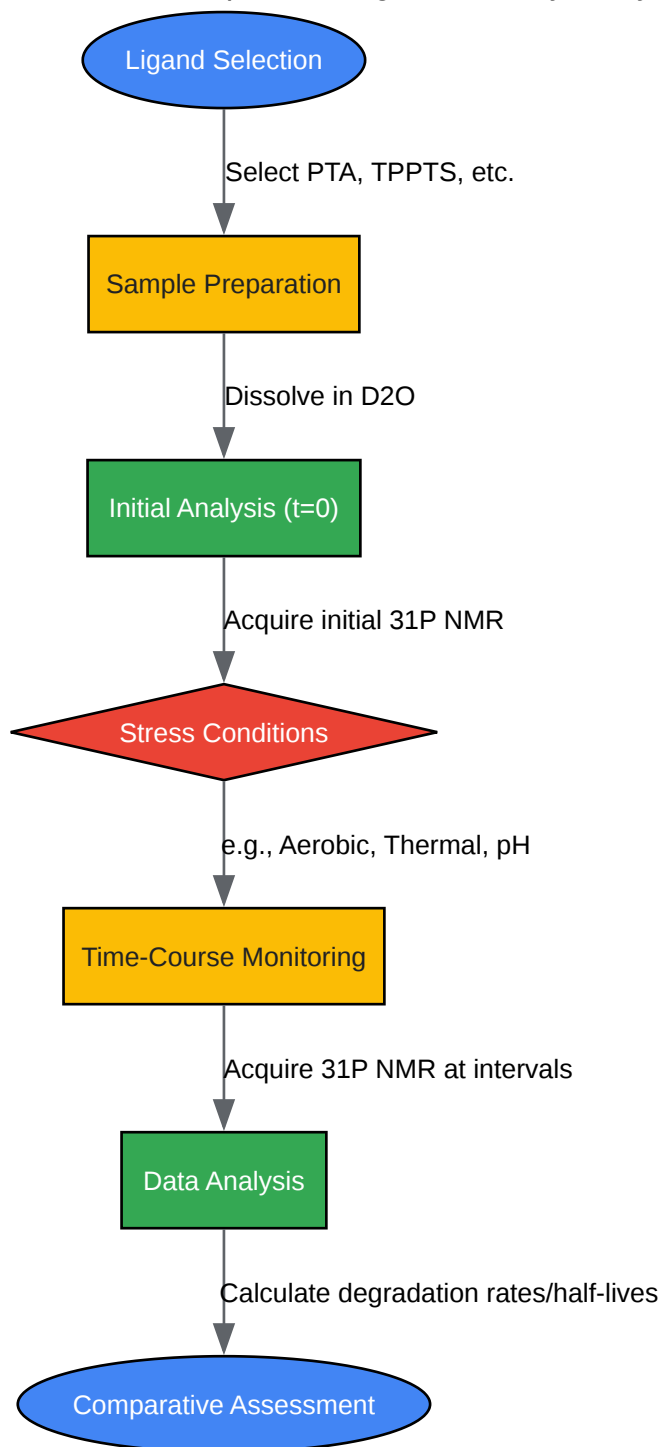 Ligand Selection
Select PTA, TPPTS, etc.
Sample Preparation
Dissolve in D2O
Initial Analysis (t=0)
Acquire initial 31P NMR
Stress Conditions
e.g., Aerobic, Thermal, pH
Time-Course Monitoring
Acquire 31P NMR at intervals
Data Analysis
Calculate degradation rates/half-lives
Comparative Assessment